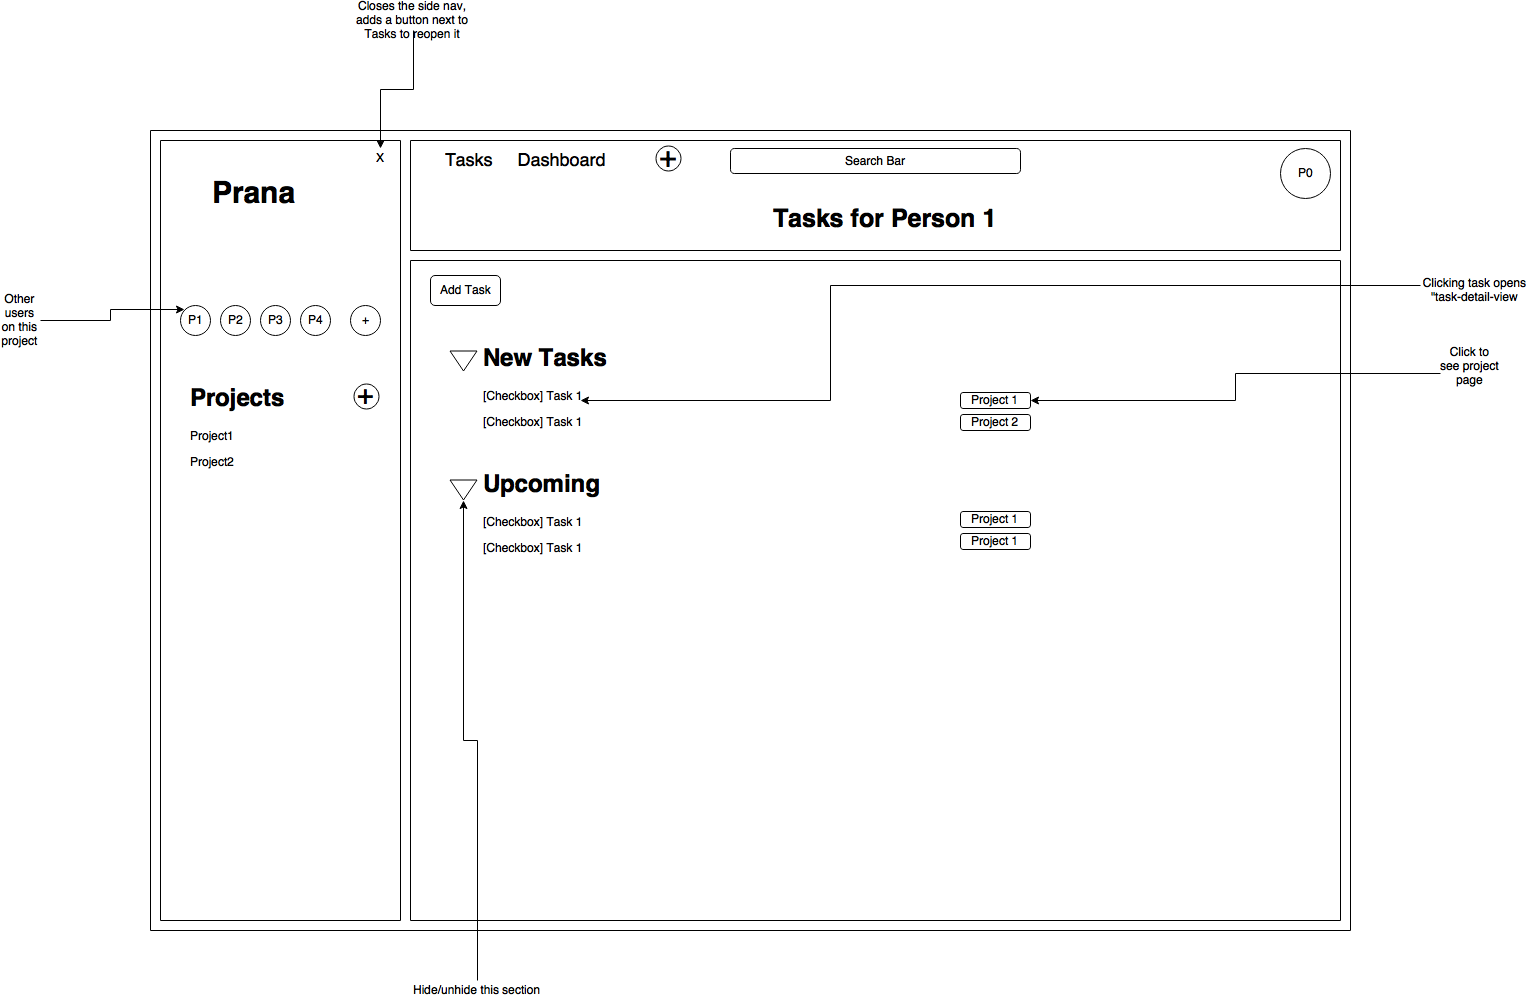 Closes the side nav,
adds a button next to
Tasks to reopen it
X
Prana
Tasks
Dashboard
+
Search Bar
P0
Tasks for Person 1
Other
users
on this
project
P1
P2
P3
P4
+
Projects
+
Project1
Project2
Add Task
Clicking task opens
"task-detail-view
Click to
see project
page
New Tasks
[Checkbox] Task 1
Project 1
[Checkbox] Task 1
Project 2
Upcoming
[Checkbox] Task 1
Project 1
[Checkbox] Task 1
Project 1
Hide/unhide this section